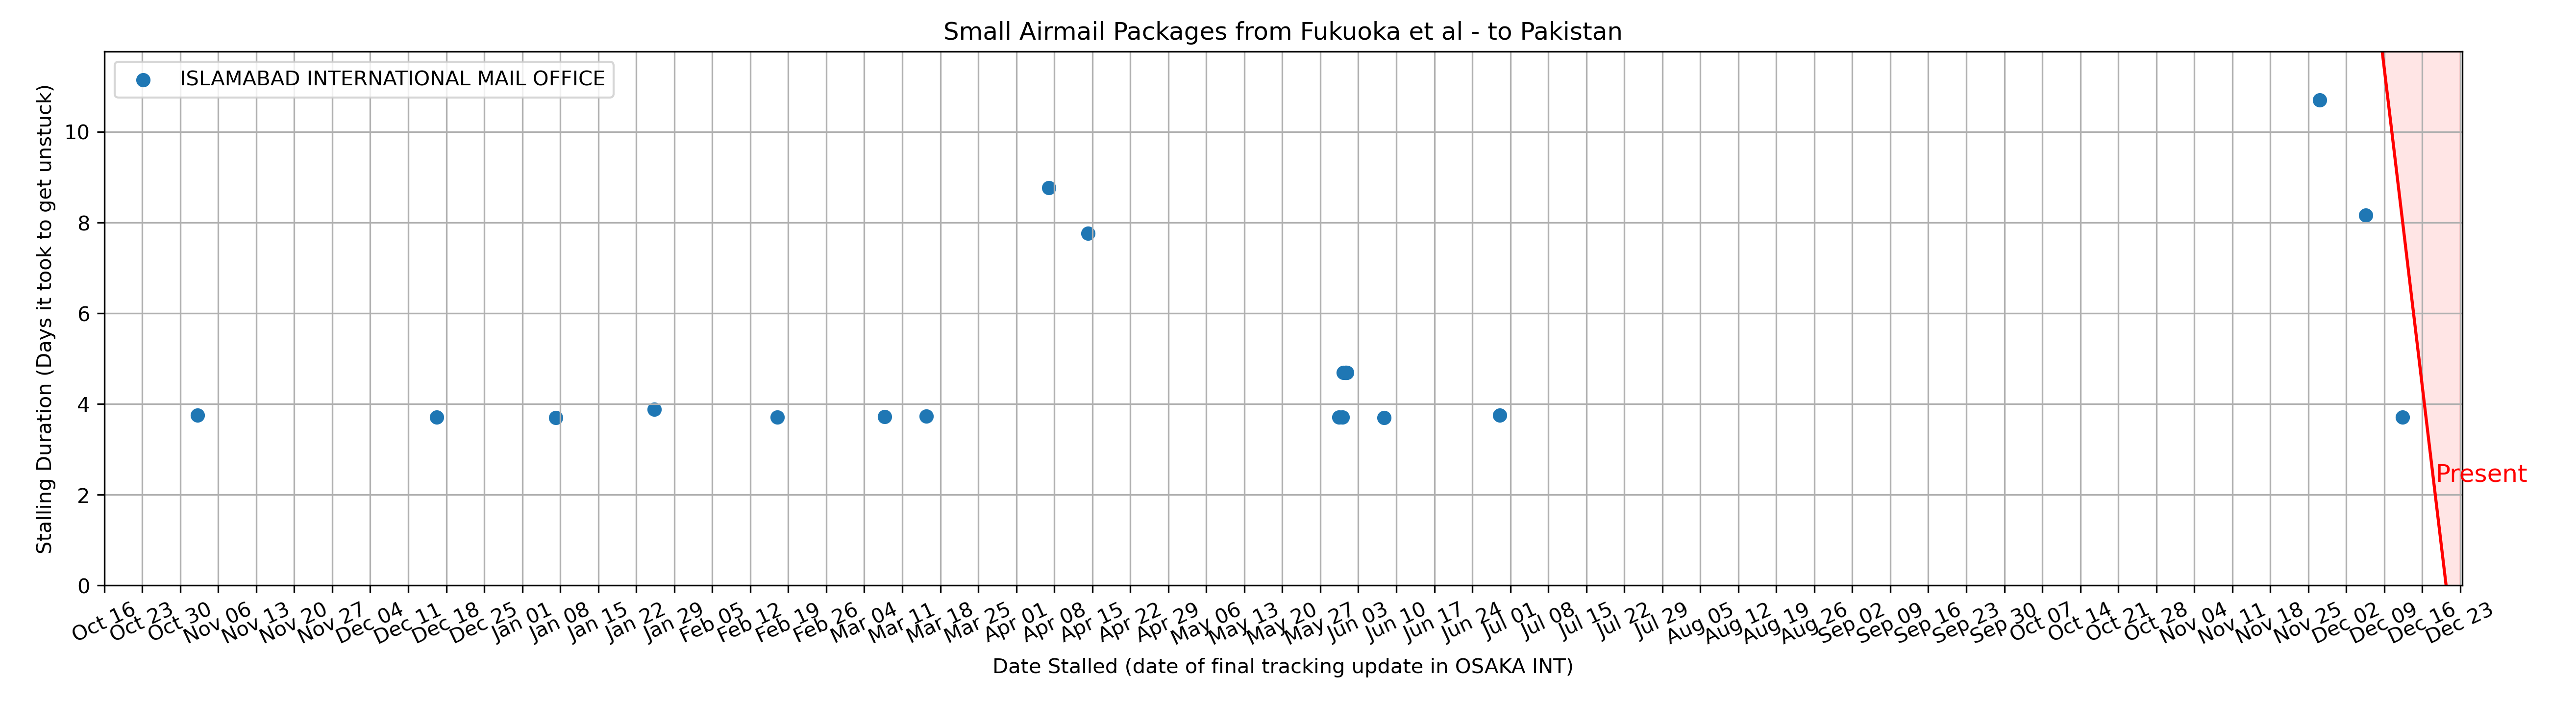 Small Airmail Packages from Fukuoka et al - to Pakistan
ISLAMABAD INTERNATIONAL MAIL OFFICE
Stalling Duration (Days it took to get unstuck)
10
8
6
4
2
0
Present
Oct 16
Oct 23
Oct 30
Nov 06
Nov 13
Nov 20
Nov 27
Dec 04
Dec 11
Dec 18
Dec 25
Jan 01
Jan 08
Jan 15
Jan 22
Jan 29
Feb 05
Feb 12
Feb 19
Feb 26
Mar 04
Mar 11
Mar 18
Mar 25
Apr 01
Apr 08
Apr 15
Apr 22
Apr 29
May 06
May 13
May 20
May 27
Jun 03
Jun 10
Jun 17
Jun 24
Jul 01
Jul 08
Jul 15
Jul 22
Jul 29
Aug 05
Aug 12
Aug 19
Aug 26
Sep 02
Sep 09
Sep 16
Sep 23
Sep 30
Oct 07
Oct 14
Oct 21
Oct 28
Nov 04
Nov 11
Nov 18
Nov 25
Dec 02
Dec 09
Dec 16
Dec 23
Date Stalled (date of final tracking update in OSAKA INT)